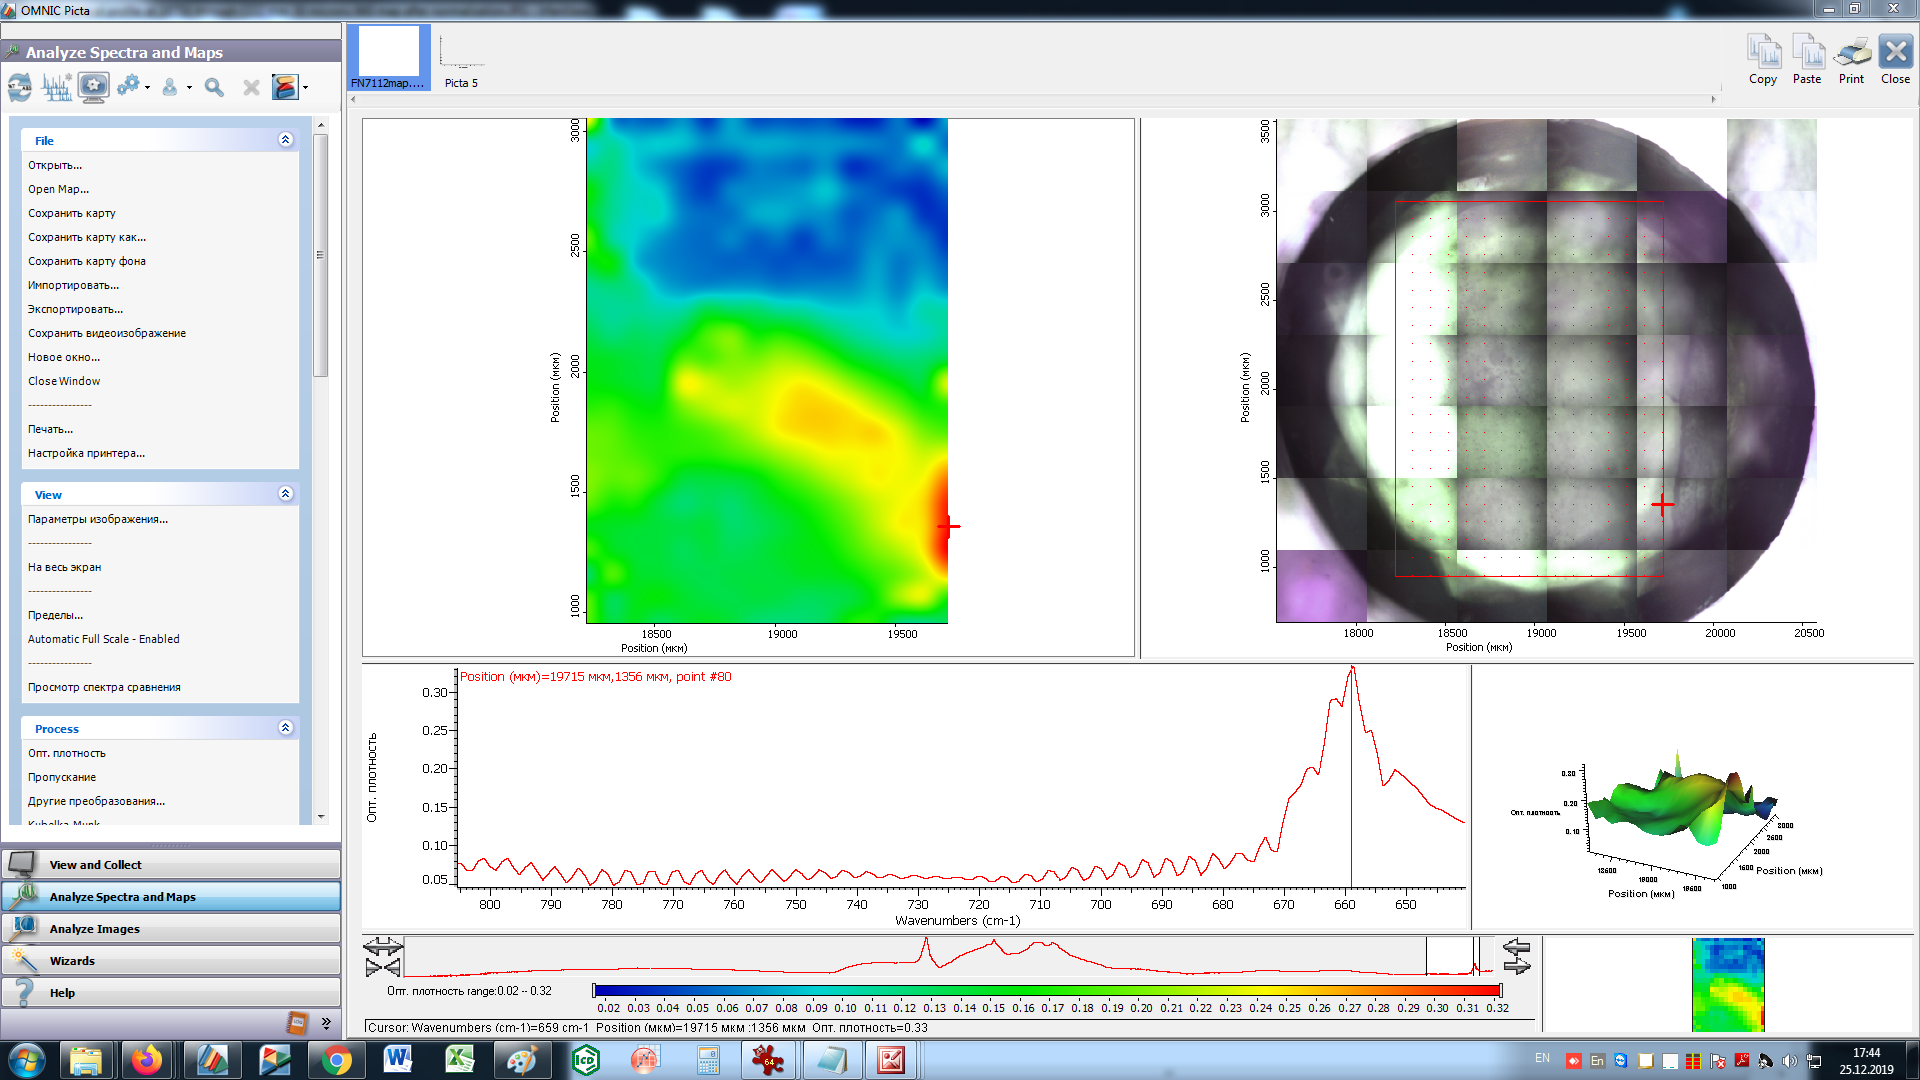 OMNIC Picta
Analyze Spectra and Maps
File
Открыть...
Open Map...
Сохранить карту
Сохранить карту как...
Сохранить карту фона
Импортировать...
Экспортировать...
Сохранить видеоизображение
Новое окно...
Close Window
----------------
Печать...
Настройка принтера...
View
Параметры изображения...
----------------
На весь экран
----------------
Пределы...
Automatic Full Scale - Enabled
----------------
Просмотр спектра сравнения
Process
Опт. плотность
Пропускание
Другие преобразования...
Kubelka-Munk
View and Collect
Analyze Spectra and Maps
Analyze Images
Wizards
Help
FN7112map....
Picta 5
Copy
Paste
Print
Close
3000
2500
2000
1500
1000
Position (мкм)
18500 19000 19500
Position (мкм)
3500
3000
2500
2000
1500
1000
Position (мкм)
18000 18500 19000 19500 20000 20500
Position (мкм)
Position (мкм)=19715 мкм,1356 мкм, point #80
0.30
0.25
0.20
0.15
0.10
0.05
Опт. плотность
800 790 780 770 760 750 740 730 720 710 700 690 680 670 660 650
Wavenumbers (cm-1)
0.30
0.20
0.10
Опт. плотность
3000
2500
2000
1500
1000
Position (мкм)
18500 19000 19500
Position (мкм)
Опт. плотность range:0.02 -- 0.32
0.02 0.03 0.04 0.05 0.06 0.07 0.08 0.09 0.10 0.11 0.12 0.13 0.14 0.15 0.16 0.17 0.18 0.19 0.20 0.21 0.22 0.23 0.24 0.25 0.26 0.27 0.28 0.29 0.30 0.31 0.32
Cursor: Wavenumbers (cm-1)=659 cm-1 Position (мкм)=19715 мкм :1356 мкм Опт. плотность=0.33
ICD
64
EN
En
17:44
25.12.2019